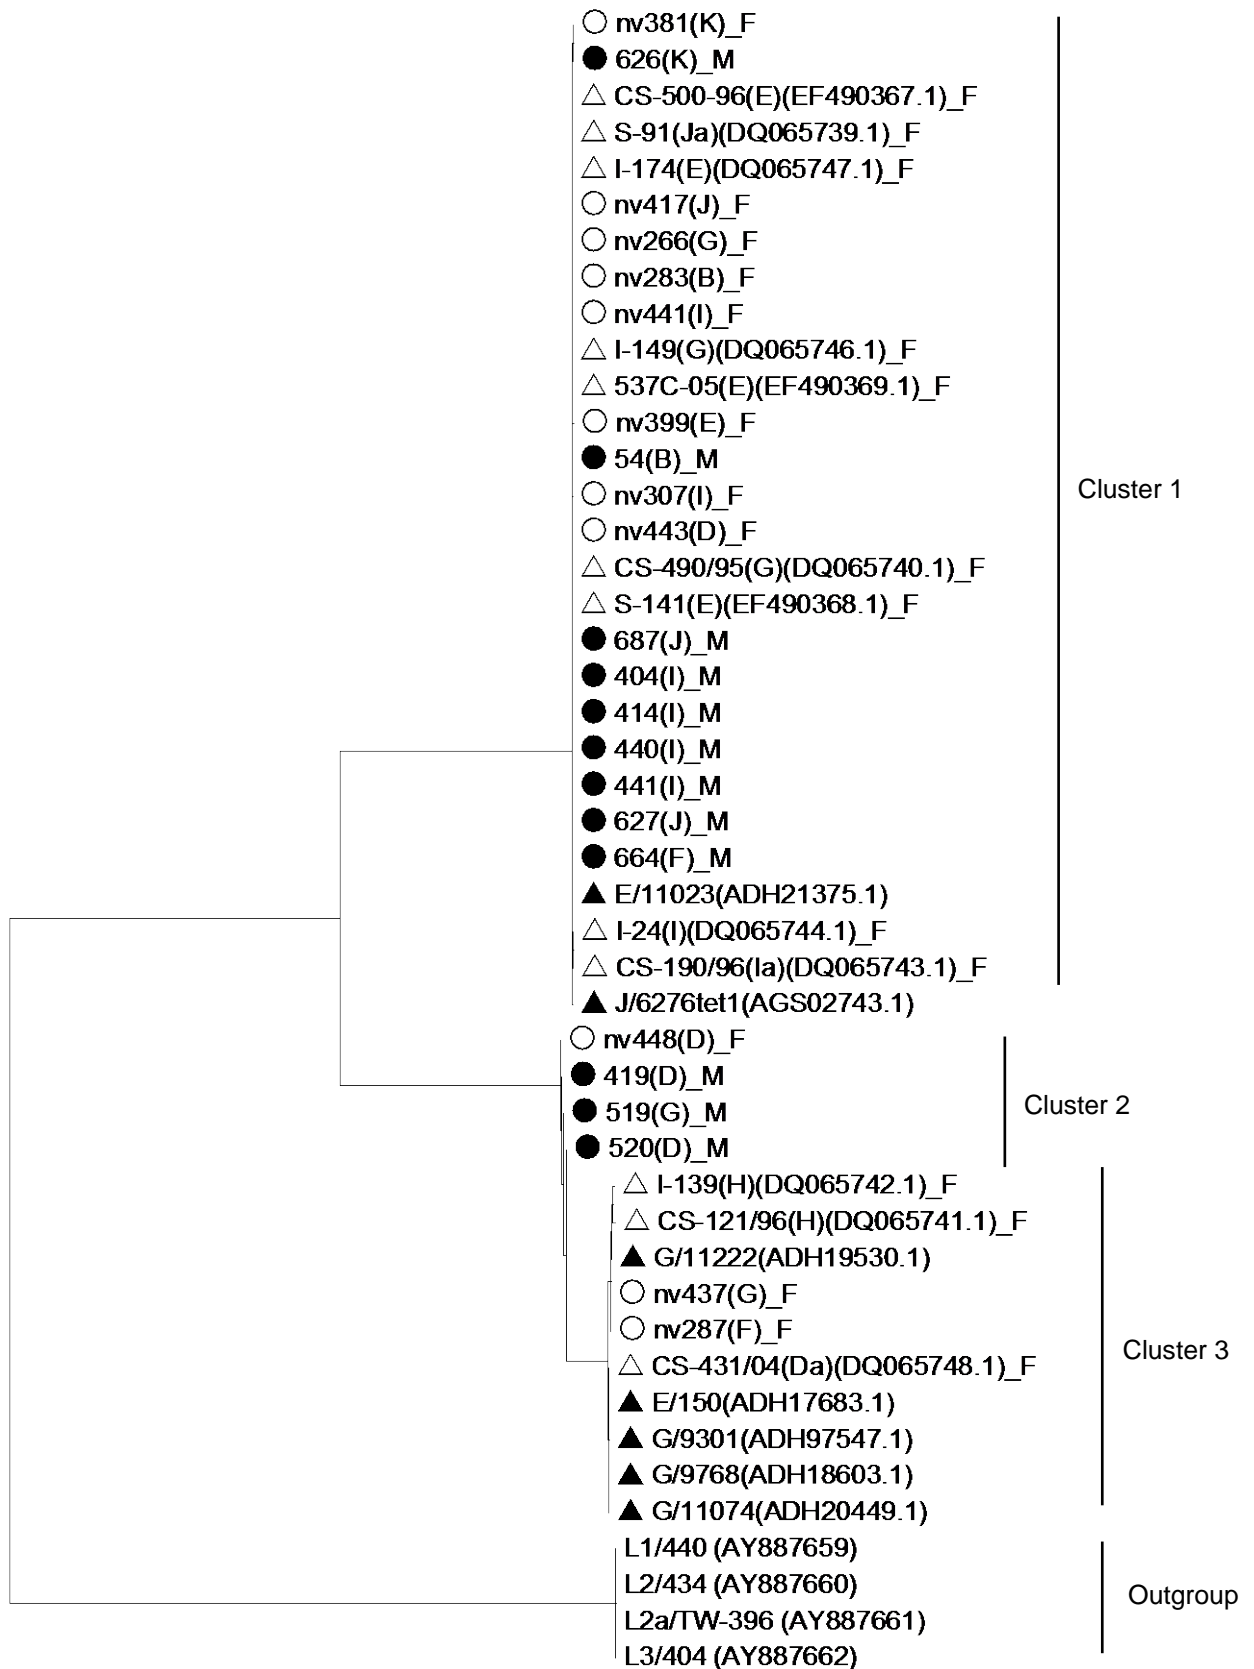 nv381(K)_F
626(K)_M
CS-500-96(E)(EF490367.1)_F
S-91(Ja)(DQ065739.1)_F
I-174(E)(DQ065747.1)_F
nv417(J)_F
nv266(G)_F
nv283(B)_F
nv441(I)_F
I-149(G)(DQ065746.1)_F
537C-05(E)(EF490369.1)_F
nv399(E)_F
54(B)_M
Cluster 1
nv307(I)_F
nv443(D)_F
CS-490/95(G)(DQ065740.1)_F
S-141(E)(EF490368.1)_F
687(J)_M
404(I)_M
414(I)_M
440(I)_M
441(I)_M
627(J)_M
664(F)_M
E/11023(ADH21375.1)
I-24(I)(DQ065744.1)_F
CS-190/96(Ia)(DQ065743.1)_F
J/6276tet1(AGS02743.1)
nv448(D)_F
419(D)_M
519(G)_M
Cluster 2
520(D)_M
I-139(H)(DQ065742.1)_F
CS-121/96(H)(DQ065741.1)_F
G/11222(ADH19530.1)
nv437(G)_F
nv287(F)_F
Cluster 3
CS-431/04(Da)(DQ065748.1)_F
E/150(ADH17683.1)
G/9301(ADH97547.1)
G/9768(ADH18603.1)
G/11074(ADH20449.1)
L1/440 (AY887659)
L2/434 (AY887660)
Outgroup
L2a/TW-396 (AY887661)
L3/404 (AY887662)